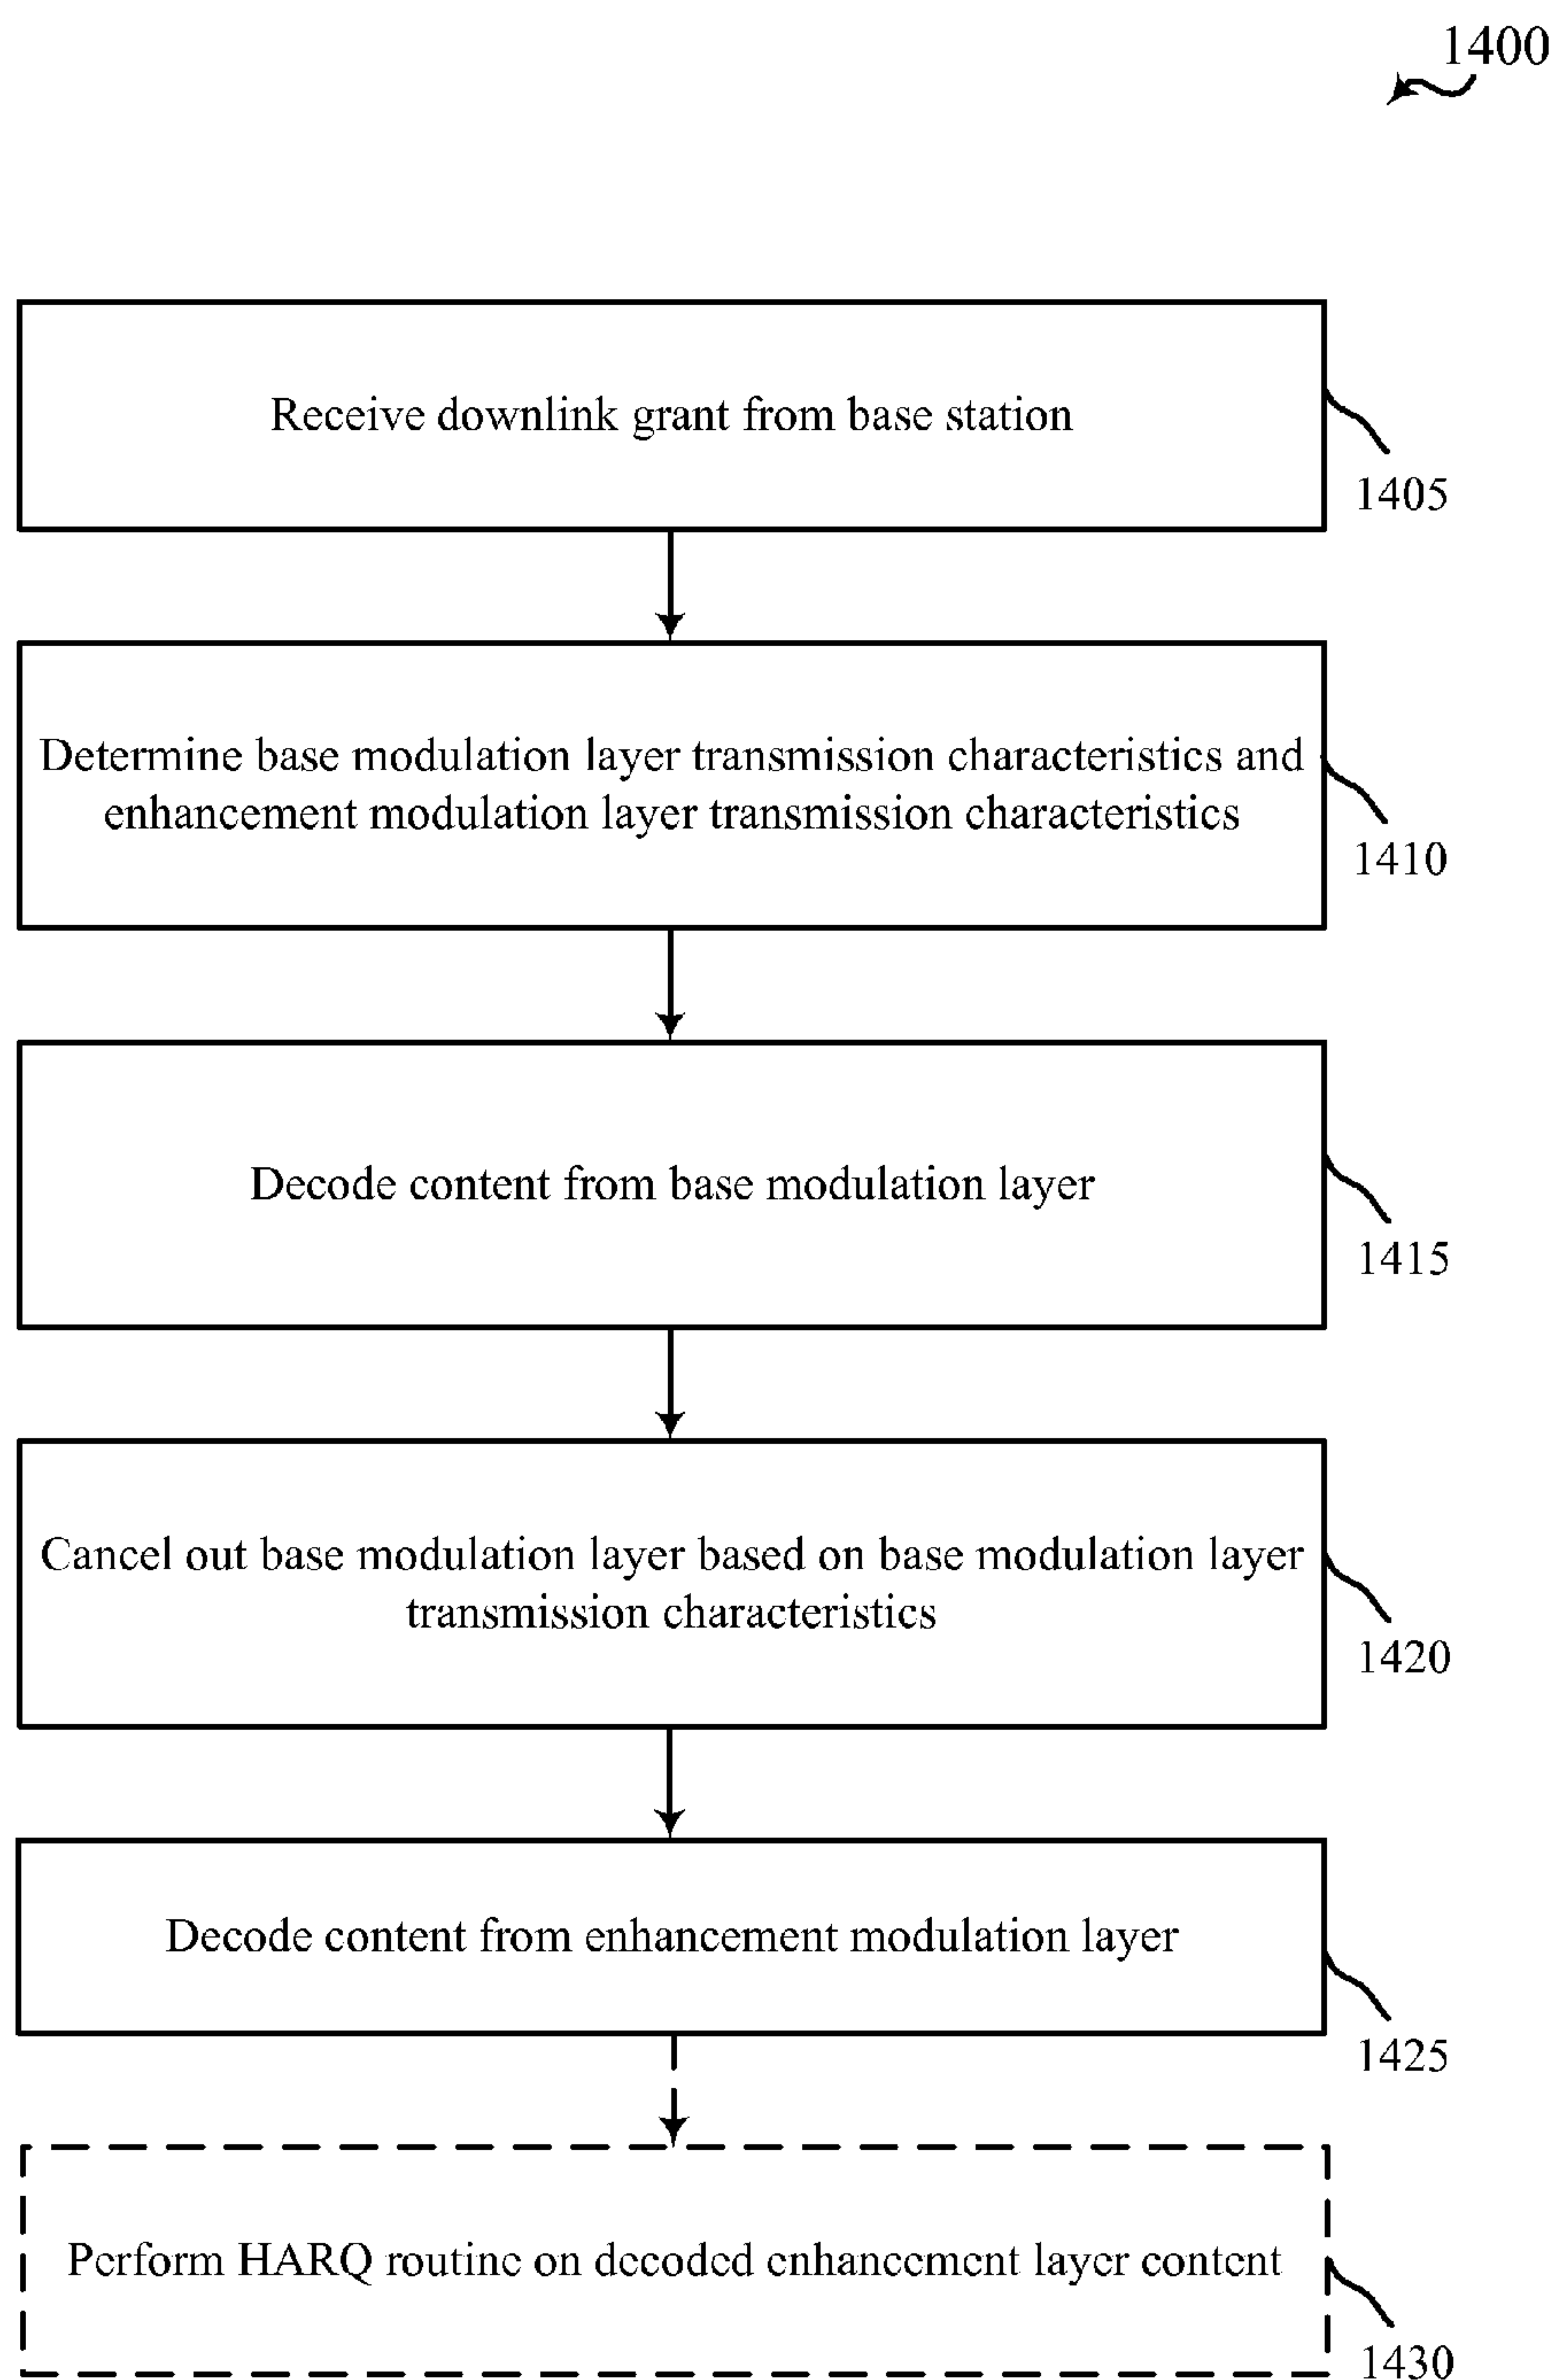 1400
Receive downlink grant from base station
1405
Determine base modulation layer transmission characteristics and
enhancement modulation layer transmission characteristics
1410
Decode content from base modulation layer
1415
Cancel out base modulation layer based on base modulation layer
transmission characteristics
1420
Decode content from enhancement modulation layer
1425
Perform HARQ routine on decoded enhancement layer content
1430